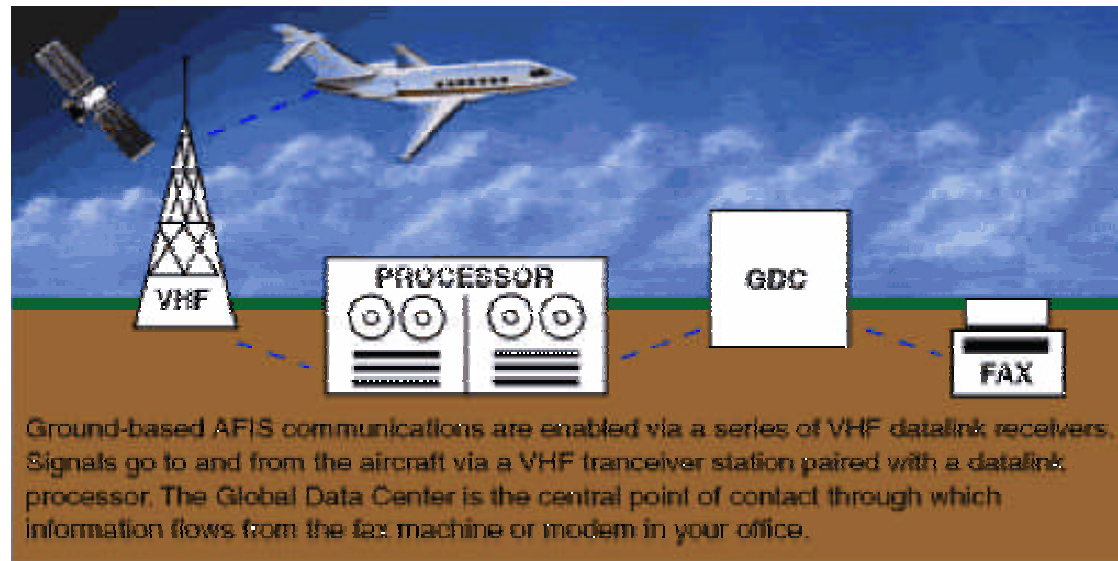 PROCESSOR
GDC
VHF
FAX
Ground-based AFIS communications are enabled via a series of VHF datalink receivers.
Signals go to and from the aircraft via a VHF tranceiver station paired with a datalink
processor. The Global Data Center is the central point of contact through which
information flows from the fax machine or modem in your office.